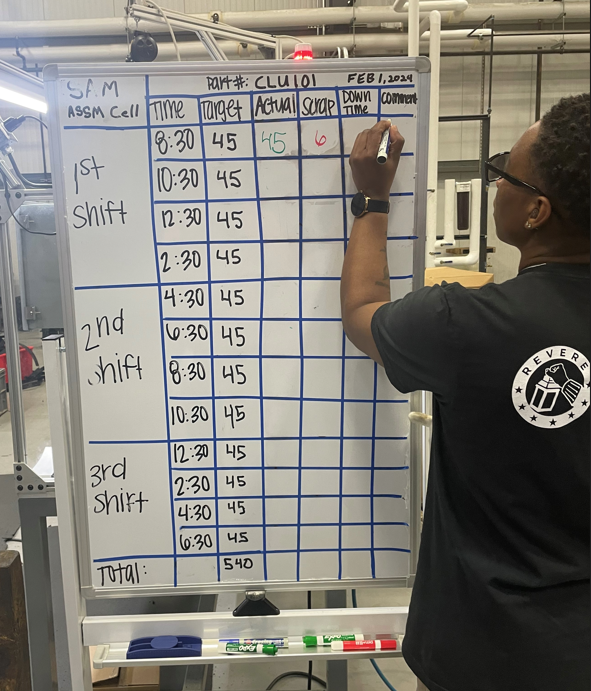 SAM Part#: CLU101 FEB 1, 2024
ASSM Cell Time Target Actual Scrap Down Time Comment
1st Shift
8:30 45 45 6
10:30 45
12:30 45
2:30 45
2nd Shift
4:30 45
6:30 45
8:30 45
10:30 45
3rd Shift
12:30 45
2:30 45
4:30 45
6:30 45
Total: 540
REVERE
EXPO